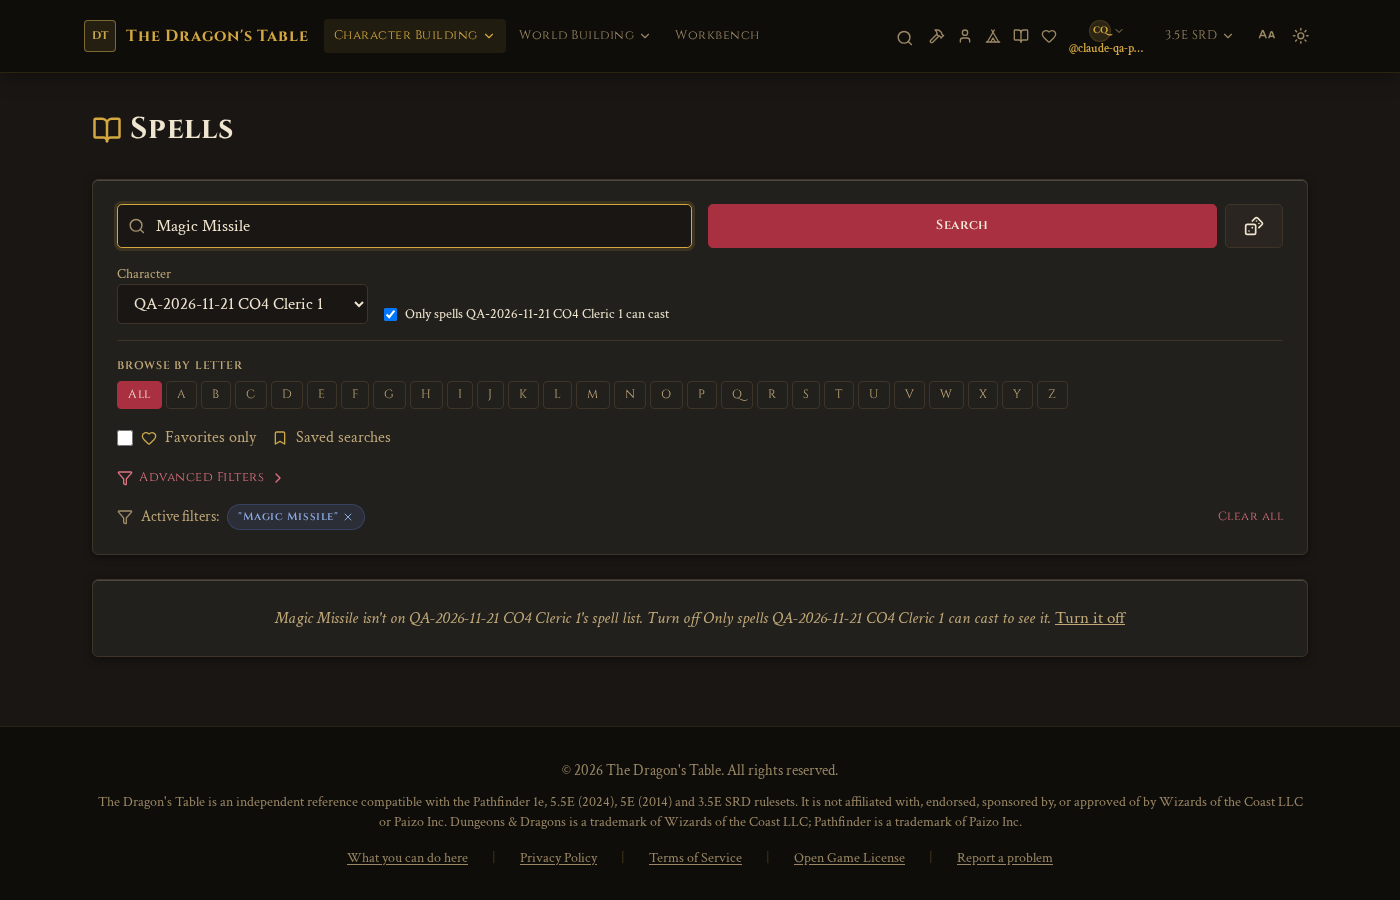 DT The Dragon's Table Character Building World Building Workbench CQ 3.5E SRD AA
@claude-qa-p...
Spells
Magic Missile Search
Character
QA-2026-11-21 CO4 Cleric 1 Only spells QA-2026-11-21 CO4 Cleric 1 can cast
Browse by letter
All A B C D E F G H I J K L M N O P Q R S T U V W X Y Z
Favorites only Saved searches
Advanced Filters
Active filters: "Magic Missile" × Clear all
Magic Missile isn't on QA-2026-11-21 CO4 Cleric 1's spell list. Turn off Only spells QA-2026-11-21 CO4 Cleric 1 can cast to see it. Turn it off
© 2026 The Dragon's Table. All rights reserved.
The Dragon's Table is an independent reference compatible with the Pathfinder 1e, 5.5E (2024), 5E (2014) and 3.5E SRD rulesets. It is not affiliated with, endorsed, sponsored by, or approved of by Wizards of the Coast LLC
or Paizo Inc. Dungeons & Dragons is a trademark of Wizards of the Coast LLC; Pathfinder is a trademark of Paizo Inc.
What you can do here | Privacy Policy | Terms of Service | Open Game License | Report a problem